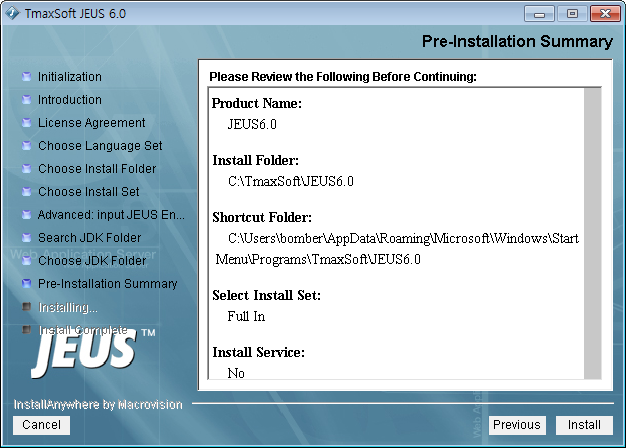 TmaxSoft JEUS 6.0
Pre-Installation Summary
Initialization
Introduction
License Agreement
Choose Language Set
Choose Install Folder
Choose Install Set
Advanced: input JEUS En...
Search JDK Folder
Choose JDK Folder
Pre-Installation Summary
Installing...
Install Complete
Web Application Server
JEUS™
Please Review the Following Before Continuing:
Product Name:
JEUS6.0
Install Folder:
C:\TmaxSoft\JEUS6.0
Shortcut Folder:
C:\Users\bomber\AppData\Roaming\Microsoft\Windows\Start
Menu\Programs\TmaxSoft\JEUS6.0
Select Install Set:
Full In
Install Service:
No
InstallAnywhere by Macrovision
Cancel
Previous
Install